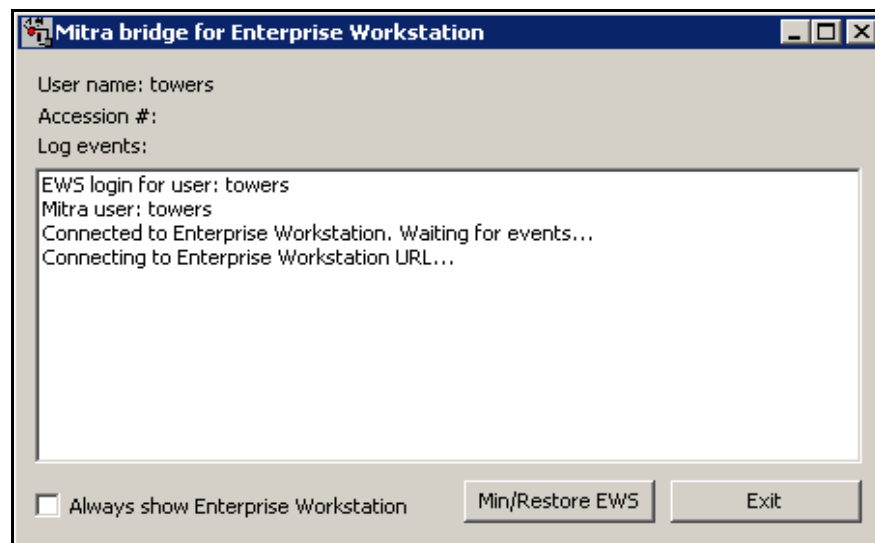 Mitra bridge for Enterprise Workstation
User name: towers
Accession #:
Log events:
EWS login for user: towers
Mitra user: towers
Connected to Enterprise Workstation. Waiting for events...
Connecting to Enterprise Workstation URL...
Always show Enterprise Workstation
Min/Restore EWS
Exit